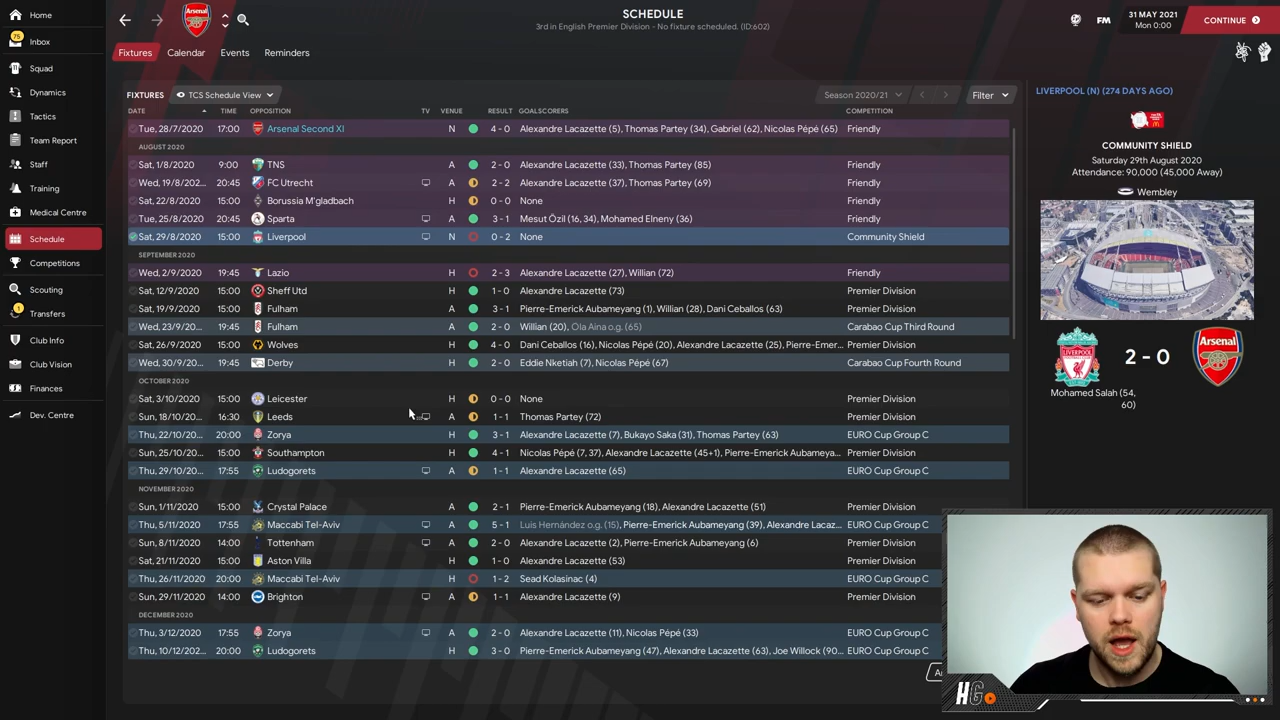 Home
75
Inbox
Squad
Dynamics
Tactics
Team Report
Staff
Training
Medical Centre
Schedule
Competitions
Scouting
1
Transfers
Club Info
Club Vision
Finances
Dev. Centre
SCHEDULE
3rd in English Premier Division - No fixture scheduled. (ID:602)
FM
31 MAY 2021
Mon 0:00
CONTINUE
Fixtures Calendar Events Reminders
FIXTURES TCS Schedule View Season 2020/21 Filter
DATE TIME OPPOSITION TV VENUE RESULT GOALSCORERS COMPETITION
Tue, 28/7/2020 17:00 Arsenal Second XI N 4 - 0 Alexandre Lacazette (5), Thomas Partey (34), Gabriel (62), Nicolas Pépé (65) Friendly
AUGUST 2020
Sat, 1/8/2020 9:00 TNS A 2 - 0 Alexandre Lacazette (33), Thomas Partey (85) Friendly
Wed, 19/8/202... 20:45 FC Utrecht A 2 - 2 Alexandre Lacazette (37), Thomas Partey (69) Friendly
Sat, 22/8/2020 15:00 Borussia M'gladbach H 0 - 0 None Friendly
Tue, 25/8/2020 20:45 Sparta A 3 - 1 Mesut Özil (16, 34), Mohamed Elneny (36) Friendly
Sat, 29/8/2020 15:00 Liverpool N 0 - 2 None Community Shield
SEPTEMBER 2020
Wed, 2/9/2020 19:45 Lazio H 2 - 3 Alexandre Lacazette (27), Willian (72) Friendly
Sat, 12/9/2020 15:00 Sheff Utd H 1 - 0 Alexandre Lacazette (73) Premier Division
Sat, 19/9/2020 15:00 Fulham A 3 - 1 Pierre-Emerick Aubameyang (1), Willian (28), Dani Ceballos (63) Premier Division
Wed, 23/9/20... 19:45 Fulham A 2 - 0 Willian (20), Ola Aina o.g. (65) Carabao Cup Third Round
Sat, 26/9/2020 15:00 Wolves H 4 - 0 Dani Ceballos (16), Nicolas Pépé (20), Alexandre Lacazette (25), Pierre-Emer... Premier Division
Wed, 30/9/20... 19:45 Derby H 2 - 0 Eddie Nketiah (7), Nicolas Pépé (67) Carabao Cup Fourth Round
OCTOBER 2020
Sat, 3/10/2020 15:00 Leicester H 0 - 0 None Premier Division
Sun, 18/10/20... 16:30 Leeds A 1 - 1 Thomas Partey (72) Premier Division
Thu, 22/10/20... 20:00 Zorya H 3 - 1 Alexandre Lacazette (7), Bukayo Saka (31), Thomas Partey (63) EURO Cup Group C
Sun, 25/10/20... 15:00 Southampton H 4 - 1 Nicolas Pépé (7, 37), Alexandre Lacazette (45+1), Pierre-Emerick Aubameya... Premier Division
Thu, 29/10/20... 17:55 Ludogorets A 1 - 1 Alexandre Lacazette (65) EURO Cup Group C
NOVEMBER 2020
Sun, 1/11/2020 15:00 Crystal Palace A 2 - 1 Pierre-Emerick Aubameyang (18), Alexandre Lacazette (51) Premier Division
Thu, 5/11/2020 17:55 Maccabi Tel-Aviv A 5 - 1 Luis Hernández o.g. (15), Pierre-Emerick Aubameyang (39), Alexandre Lacaz... EURO Cup Group C
Sun, 8/11/2020 14:00 Tottenham A 2 - 0 Alexandre Lacazette (2), Pierre-Emerick Aubameyang (6) Premier Division
Sat, 21/11/2020 15:00 Aston Villa H 1 - 0 Alexandre Lacazette (53) Premier Division
Thu, 26/11/2020 20:00 Maccabi Tel-Aviv H 1 - 2 Sead Kolasinac (4) EURO Cup Group C
Sun, 29/11/2020 14:00 Brighton H 1 - 1 Alexandre Lacazette (9) Premier Division
DECEMBER 2020
Thu, 3/12/2020 17:55 Zorya A 2 - 0 Alexandre Lacazette (11), Nicolas Pépé (33) EURO Cup Group C
Thu, 10/12/202... 20:00 Ludogorets H 3 - 0 Pierre-Emerick Aubameyang (47), Alexandre Lacazette (63), Joe Willock (90... EURO Cup Group C
LIVERPOOL (N) (274 DAYS AGO)
COMMUNITY SHIELD
Saturday 29th August 2020
Attendance: 90,000 (45,000 Away)
Wembley
2 - 0
LIVERPOOL
Arsenal
Mohamed Salah (54,
60)
HG